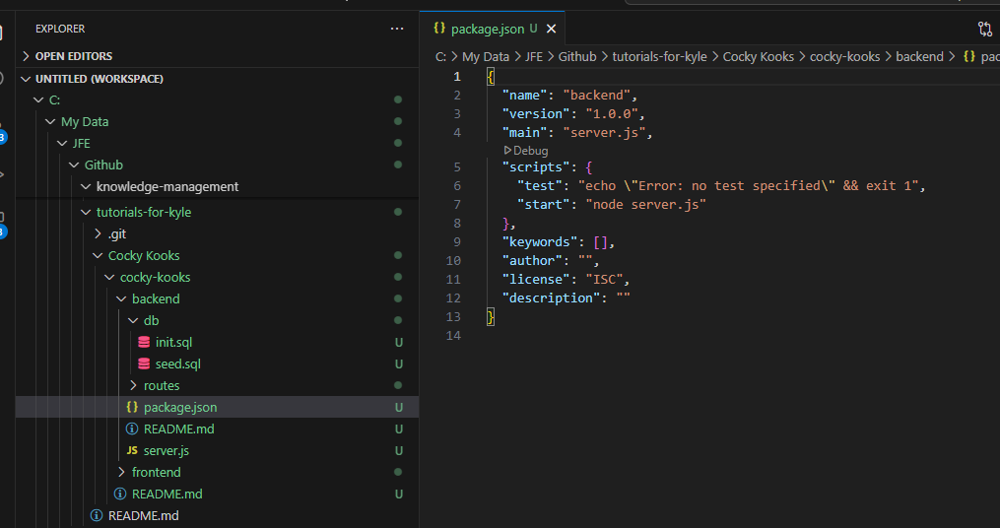 EXPLORER
OPEN EDITORS
UNTITLED (WORKSPACE)
C:
My Data
JFE
Github
knowledge-management
tutorials-for-kyle
.git
Cocky Kooks
cocky-kooks
backend
db
init.sql U
seed.sql U
routes
{} package.json U
README.md U
JS server.js U
frontend
README.md U
README.md
{} package.json U
C: > My Data > JFE > Github > tutorials-for-kyle > Cocky Kooks > cocky-kooks > backend > {}
1 {
2 "name": "backend",
3 "version": "1.0.0",
4 "main": "server.js",
Debug
5 "scripts": {
6 "test": "echo \"Error: no test specified\" && exit 1",
7 "start": "node server.js"
8 },
9 "keywords": [],
10 "author": "",
11 "license": "ISC",
12 "description": ""
13 }
14